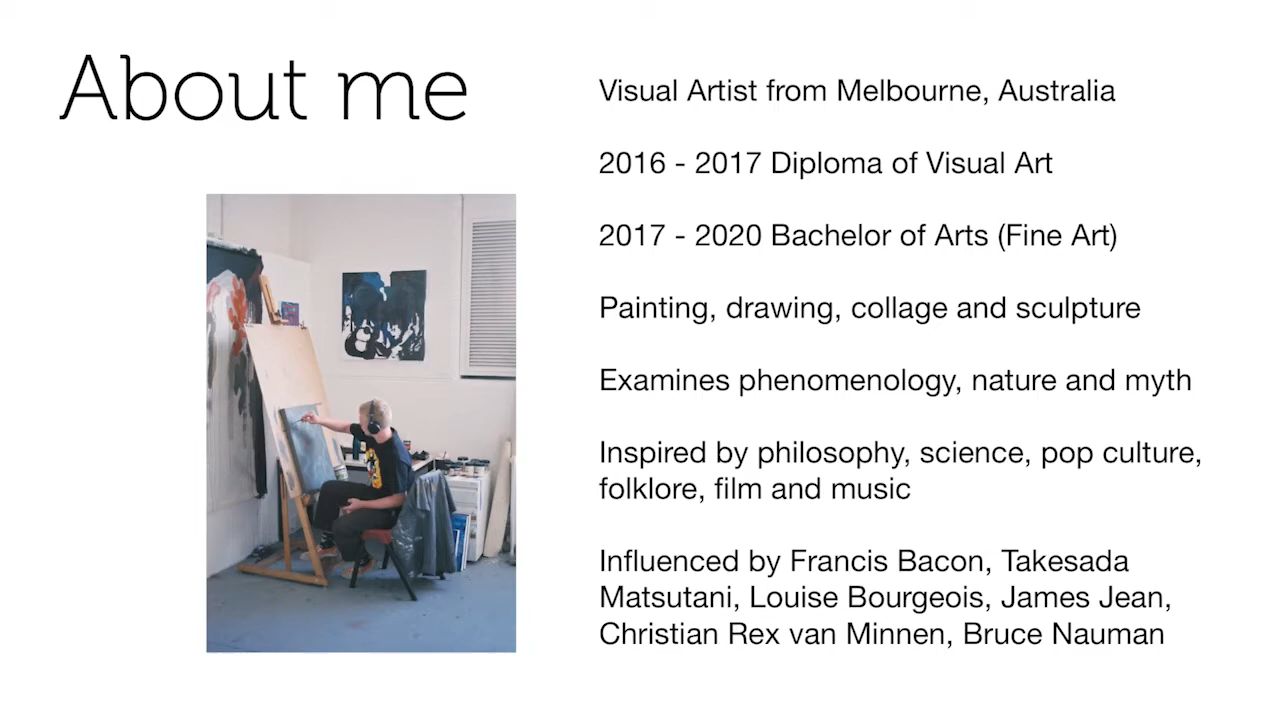 About me
Visual Artist from Melbourne, Australia
2016 - 2017 Diploma of Visual Art
2017 - 2020 Bachelor of Arts (Fine Art)
Painting, drawing, collage and sculpture
Examines phenomenology, nature and myth
Inspired by philosophy, science, pop culture,
folklore, film and music
Influenced by Francis Bacon, Takesada
Matsutani, Louise Bourgeois, James Jean,
Christian Rex van Minnen, Bruce Nauman